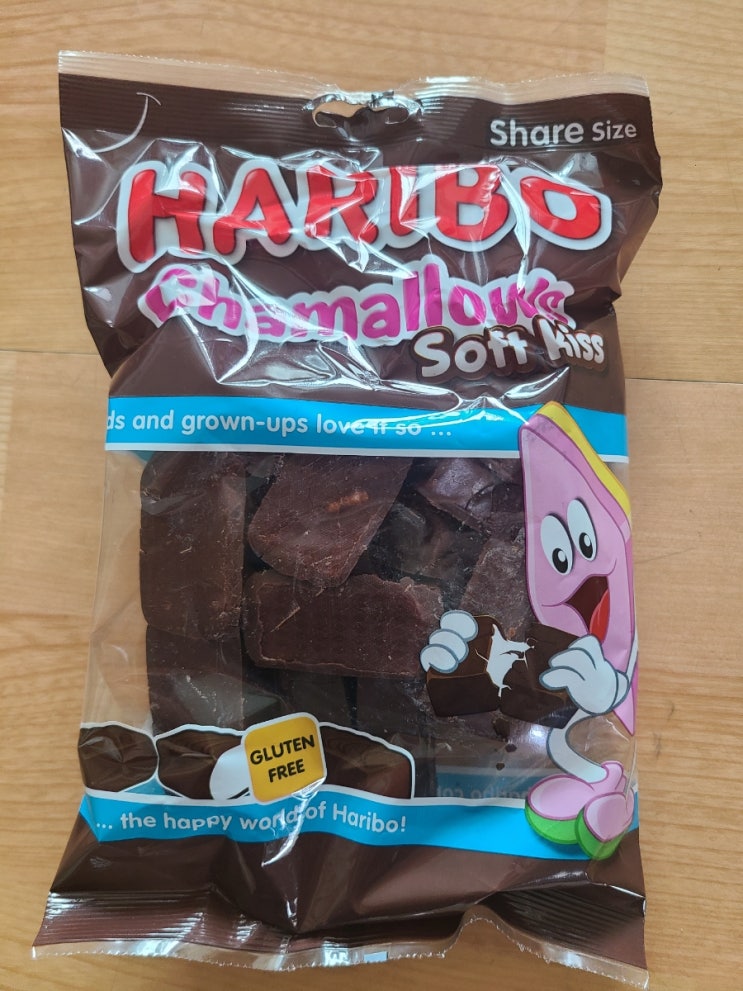 Share Size
HARIBO
Chamallows
Soft Kiss
ds and grown-ups love it so ...
GLUTEN
FREE
... the happy world of Haribo!